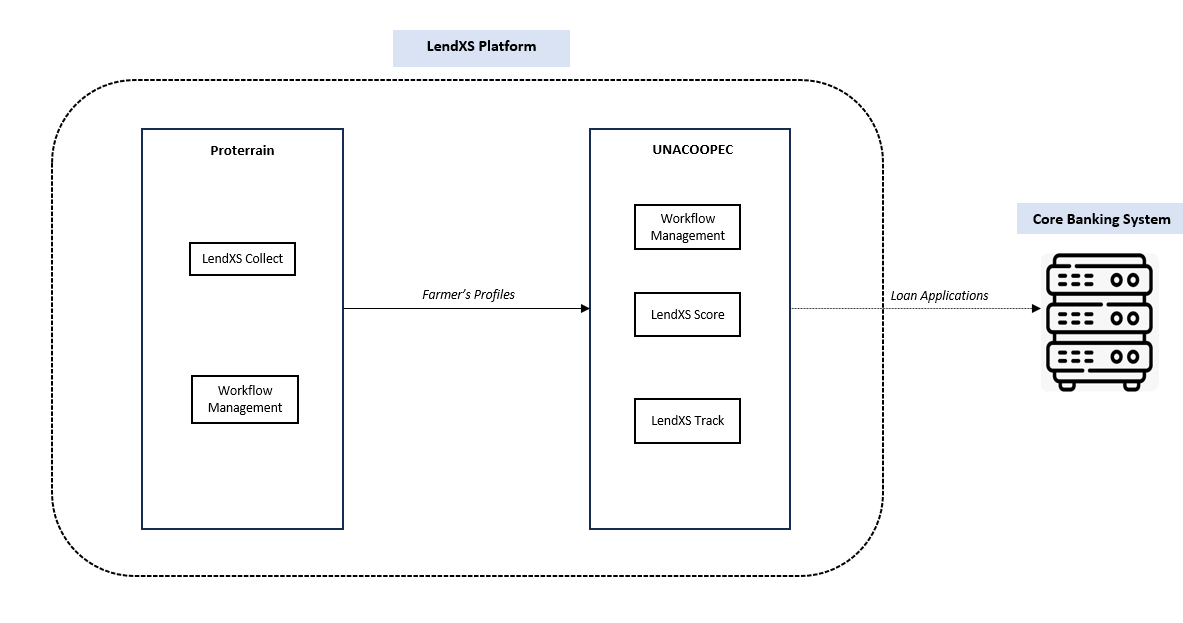 LendXS Platform
Proterrain
LendXS Collect
Workflow
Management
Farmer's Profiles
UNACOOPEC
Workflow
Management
LendXS Score
LendXS Track
Loan Applications
Core Banking System